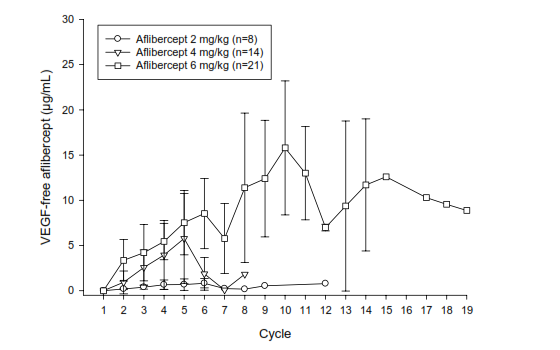 Aflibercept 2 mg/kg (n=8)
Aflibercept 4 mg/kg (n=14)
Aflibercept 6 mg/kg (n=21)
VEGF-free aflibercept (µg/mL)
30
25
20
15
10
5
0
1 2 3 4 5 6 7 8 9 10 11 12 13 14 15 16 17 18 19
Cycle